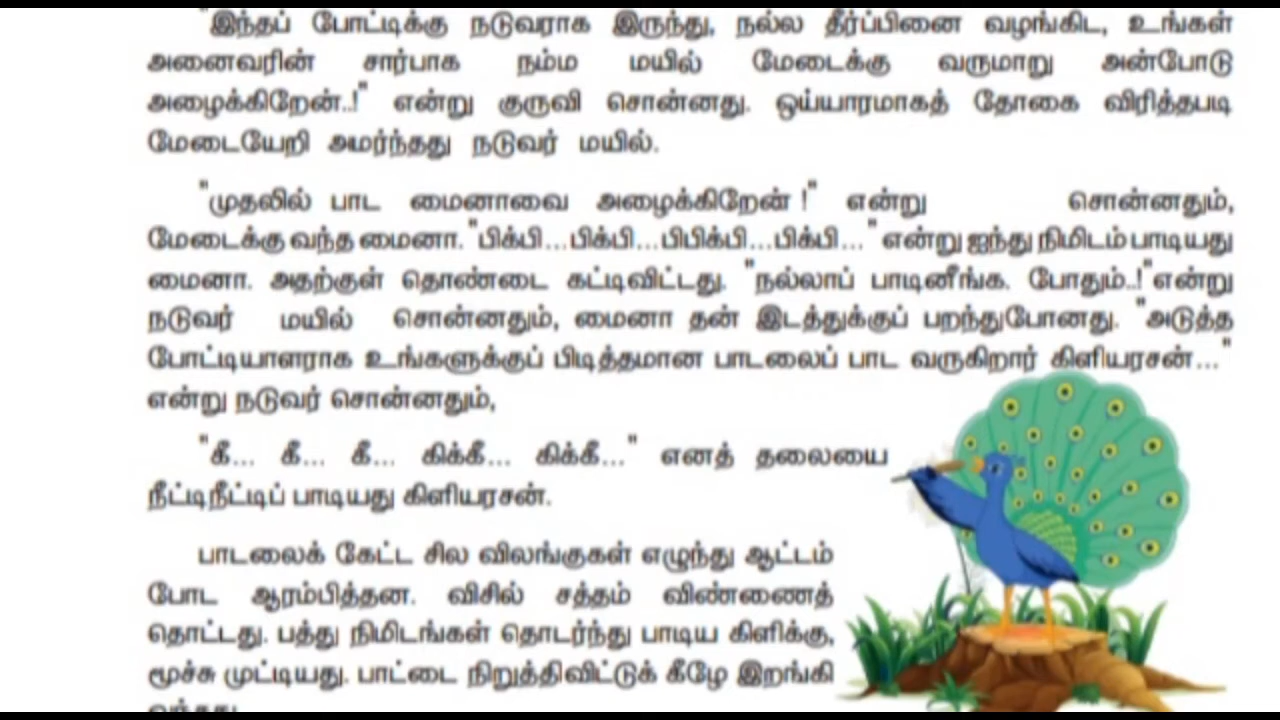 "இந்தப் போட்டிக்கு நடுவராக இருந்து, நல்ல தீர்ப்பினை வழங்கிட, உங்கள்
அனைவரின் சார்பாக நம்ம மயில் மேடைக்கு வருமாறு அன்போடு
அழைக்கிறேன்..!" என்று குருவி சொன்னது. ஒய்யாரமாகத் தோகை விரித்தபடி
மேடையேறி அமர்ந்தது நடுவர் மயில்.
"முதலில் பாட மைனாவை அழைக்கிறேன் !" என்று சொன்னதும்,
மேடைக்கு வந்த மைனா. "பிக்பி...பிக்பி...பிபிக்பி...பிக்பி..." என்று ஐந்து நிமிடம் பாடியது
மைனா. அதற்குள் தொண்டை கட்டிவிட்டது. "நல்லாப் பாடினீங்க. போதும்..!"என்று
நடுவர் மயில் சொன்னதும், மைனா தன் இடத்துக்குப் பறந்துபோனது. "அடுத்த
போட்டியாளராக உங்களுக்குப் பிடித்தமான பாடலைப் பாட வருகிறார் கிளியரசன்..."
என்று நடுவர் சொன்னதும்,
"கீ... கீ... கீ... கிக்கீ... கிக்கீ..." எனத் தலையை
நீட்டிநீட்டிப் பாடியது கிளியரசன்.
பாடலைக் கேட்ட சில விலங்குகள் எழுந்து ஆட்டம்
போட ஆரம்பித்தன. விசில் சத்தம் விண்ணைத்
தொட்டது. பத்து நிமிடங்கள் தொடர்ந்து பாடிய கிளிக்கு,
மூச்சு முட்டியது. பாட்டை நிறுத்திவிட்டுக் கீழே இறங்கி